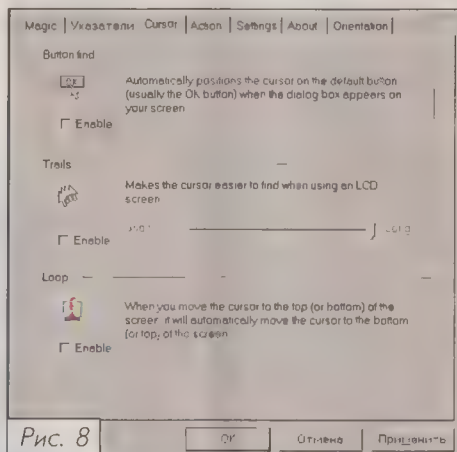 Magic Указатели Cursor Action Settings About Orientation
Button find
OK
Automatically positions the cursor on the default button
(usually the OK button) when the dialog box appears on
your screen
Enable
Trails
Makes the cursor easier to find when using an LCD
screen
Enable
Loop
When you move the cursor to the top (or bottom) of the
screen it will automatically move the cursor to the bottom
(or top) of the screen
Enable
Рис. 8
OK Отмена Применить